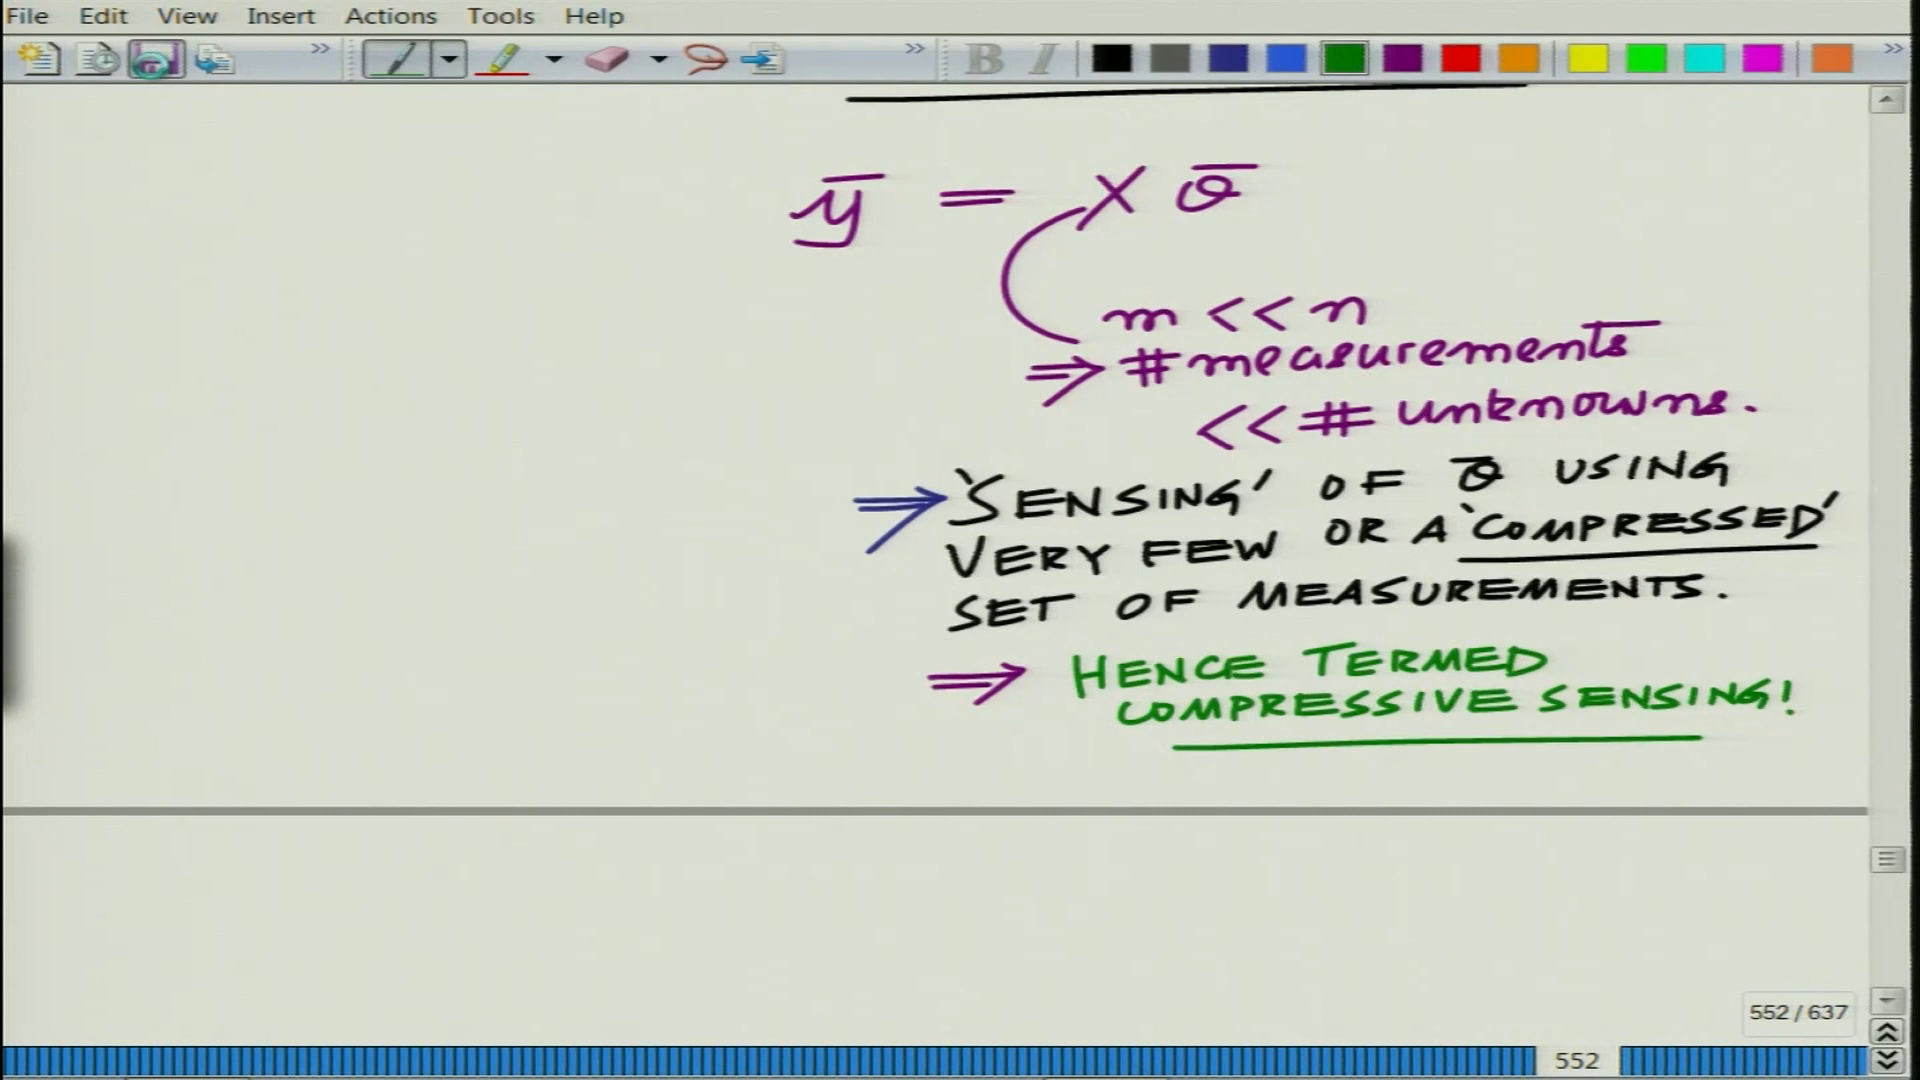 File Edit View Insert Actions Tools Help
B I
ȳ = X θ̄
m << n
⇒ # measurements
<< # unknowns.
⇒ 'SENSING' OF θ̄ USING
VERY FEW OR A 'COMPRESSED'
SET OF MEASUREMENTS.
⇒ HENCE TERMED
COMPRESSIVE SENSING!
552 / 637
552